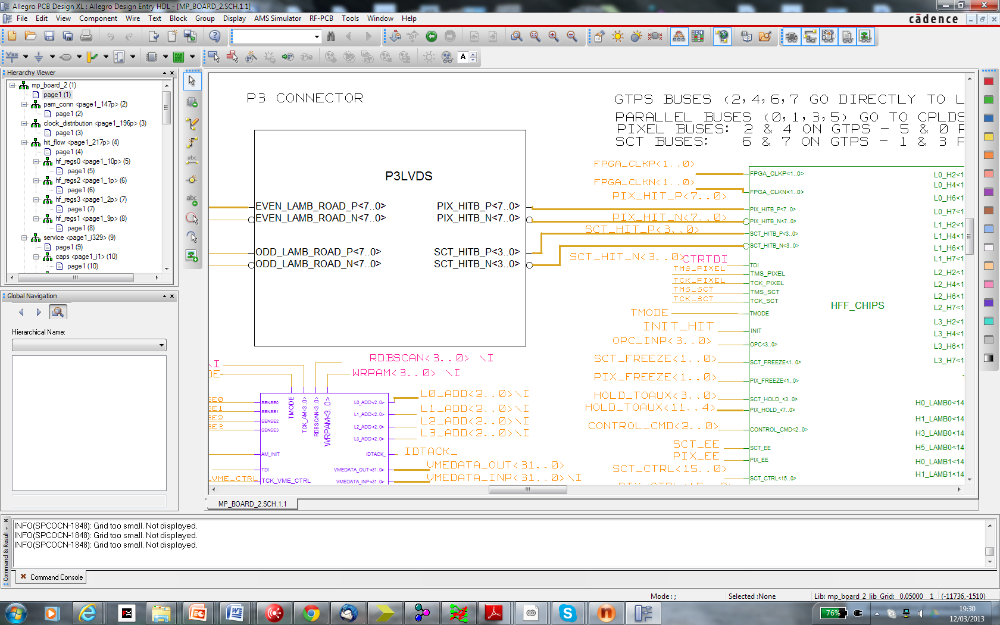 Allegro PCB Design XL : Allegro Design Entry HDL - [MP_BOARD_2.SCH.1.1]
File Edit View Component Wire Text Block Group Display AMS Simulator RF-PCB Tools Window Help
cādence
A
Hierarchy Viewer
mp_board_2 (1)
page1 (1)
pam_conn <page1_147p> (2)
page1 (2)
clock_distribution <page1_196p> (3)
page1 (3)
hit_flow <page1_217p> (4)
page1 (4)
hf_regs0 <page1_10p> (5)
page1 (5)
hf_regs2 <page1_1p> (6)
page1 (6)
hf_regs3 <page1_2p> (7)
page1 (7)
hf_regs1 <page1_9p> (8)
page1 (8)
service <page1_i329> (9)
page1 (9)
caps <page1_i1> (10)
page1 (10)
Global Navigation
Hierarchical Name:
abc
abc
P3 CONNECTOR
P3LVDS
EVEN_LAMB_ROAD_P<7..0>
EVEN_LAMB_ROAD_N<7..0>
ODD_LAMB_ROAD_P<7..0>
ODD_LAMB_ROAD_N<7..0>
PIX_HITB_P<7..0>
PIX_HITB_N<7..0>
SCT_HITB_P<3..0>
SCT_HITB_N<3..0>
GTPS BUSES (2,4,6,7 GO DIRECTLY TO L
PARALLEL BUSES (0,1,3,5) GO TO CPLDS
PIXEL BUSES: 2 & 4 ON GTPS - 5 & 0 P
SCT BUSES: 6 & 7 ON GTPS - 1 & 3 P
FPGA_CLKP<1..0>
FPGA_CLKN<1..0>
PIX_HIT_P<7..0>
PIX_HIT_N<7..0>
SCT_HIT_P<3..0>
SCT_HIT_N<3..0>
CTRTDI
TMS_PIXEL
TCK_PIXEL
TMS_SCT
TCK_SCT
TMODE
INIT_HIT
OPC_INP<3..0>
SCT_FREEZE<1..0>
PIX_FREEZE<1..0>
HOLD_TOAUX<3..0>
HOLD_TOAUX<11..4>
CONTROL_CMD<2..0>
SCT_EE
PIX_EE
SCT_CTRL<15..0>
PIX_CTRL<15..0>
FPGA_CLKP<1..0>
FPGA_CLKN<1..0>
PIX_HITB_P<7..0>
PIX_HITB_N<7..0>
SCT_HITB_P<3..0>
SCT_HITB_N<3..0>
TDI
TMS_PIXEL
TCK_PIXEL
TMS_SCT
TCK_SCT
TMODE
INIT
OPC<3..0>
SCT_FREEZE<1..0>
PIX_FREEZE<1..0>
SCT_HOLD_<3..0>
PIX_HOLD_<7..0>
CONTROL_CMD<2..0>
SCT_EE
PIX_EE
SCT_CTRL<15..0>
HFF_CHIPS
L0_H2<1
L0_H4<1
L0_H6<1
L0_H7<1
L1_H2<1
L1_H4<1
L1_H6<1
L1_H7<1
L2_H2<1
L2_H4<1
L2_H6<1
L2_H7<1
L3_H2<1
L3_H4<1
L3_H6<1
L3_H7<1
H0_LAMB0<14
H1_LAMB0<14
H3_LAMB0<14
H5_LAMB0<14
H0_LAMB1<14
H1_LAMB1<14
RDBSCAN<3..0> \I
WRPAM<3..0> \I
\I
DE
SE0
SE1
SE2
SE3
_VME_CTRL
SENSE0
SENSE1
SENSE2
SENSE3
AM_INIT
TDI
TCK_VME_CTRL
TMODE
TCK_AM<3..0>
RDBSCAN<3..0>
WRPAM<3..0>
L0_ADD<2..0>
L1_ADD<2..0>
L2_ADD<2..0>
L3_ADD<2..0>
IDTACK_
VMEDATA_OUT<31..0>
VMEDATA_INP<31..0>
L0_ADD<2..0>\I
L1_ADD<2..0>\I
L2_ADD<2..0>\I
L3_ADD<2..0>\I
IDTACK_
VMEDATA_OUT<31..0>
VMEDATA_INP<31..0>\I
MP_BOARD_2.SCH.1.1
Command & Result
INFO(SPCOCN-1848): Grid too small. Not displayed.
INFO(SPCOCN-1848): Grid too small. Not displayed.
INFO(SPCOCN-1848): Grid too small. Not displayed.
Command Console
Mode : ; Selected :None Lib: mp_board_2_lib Grid: 0.05000 1 (-11736,-1510)
76%
19:30
12/03/2013